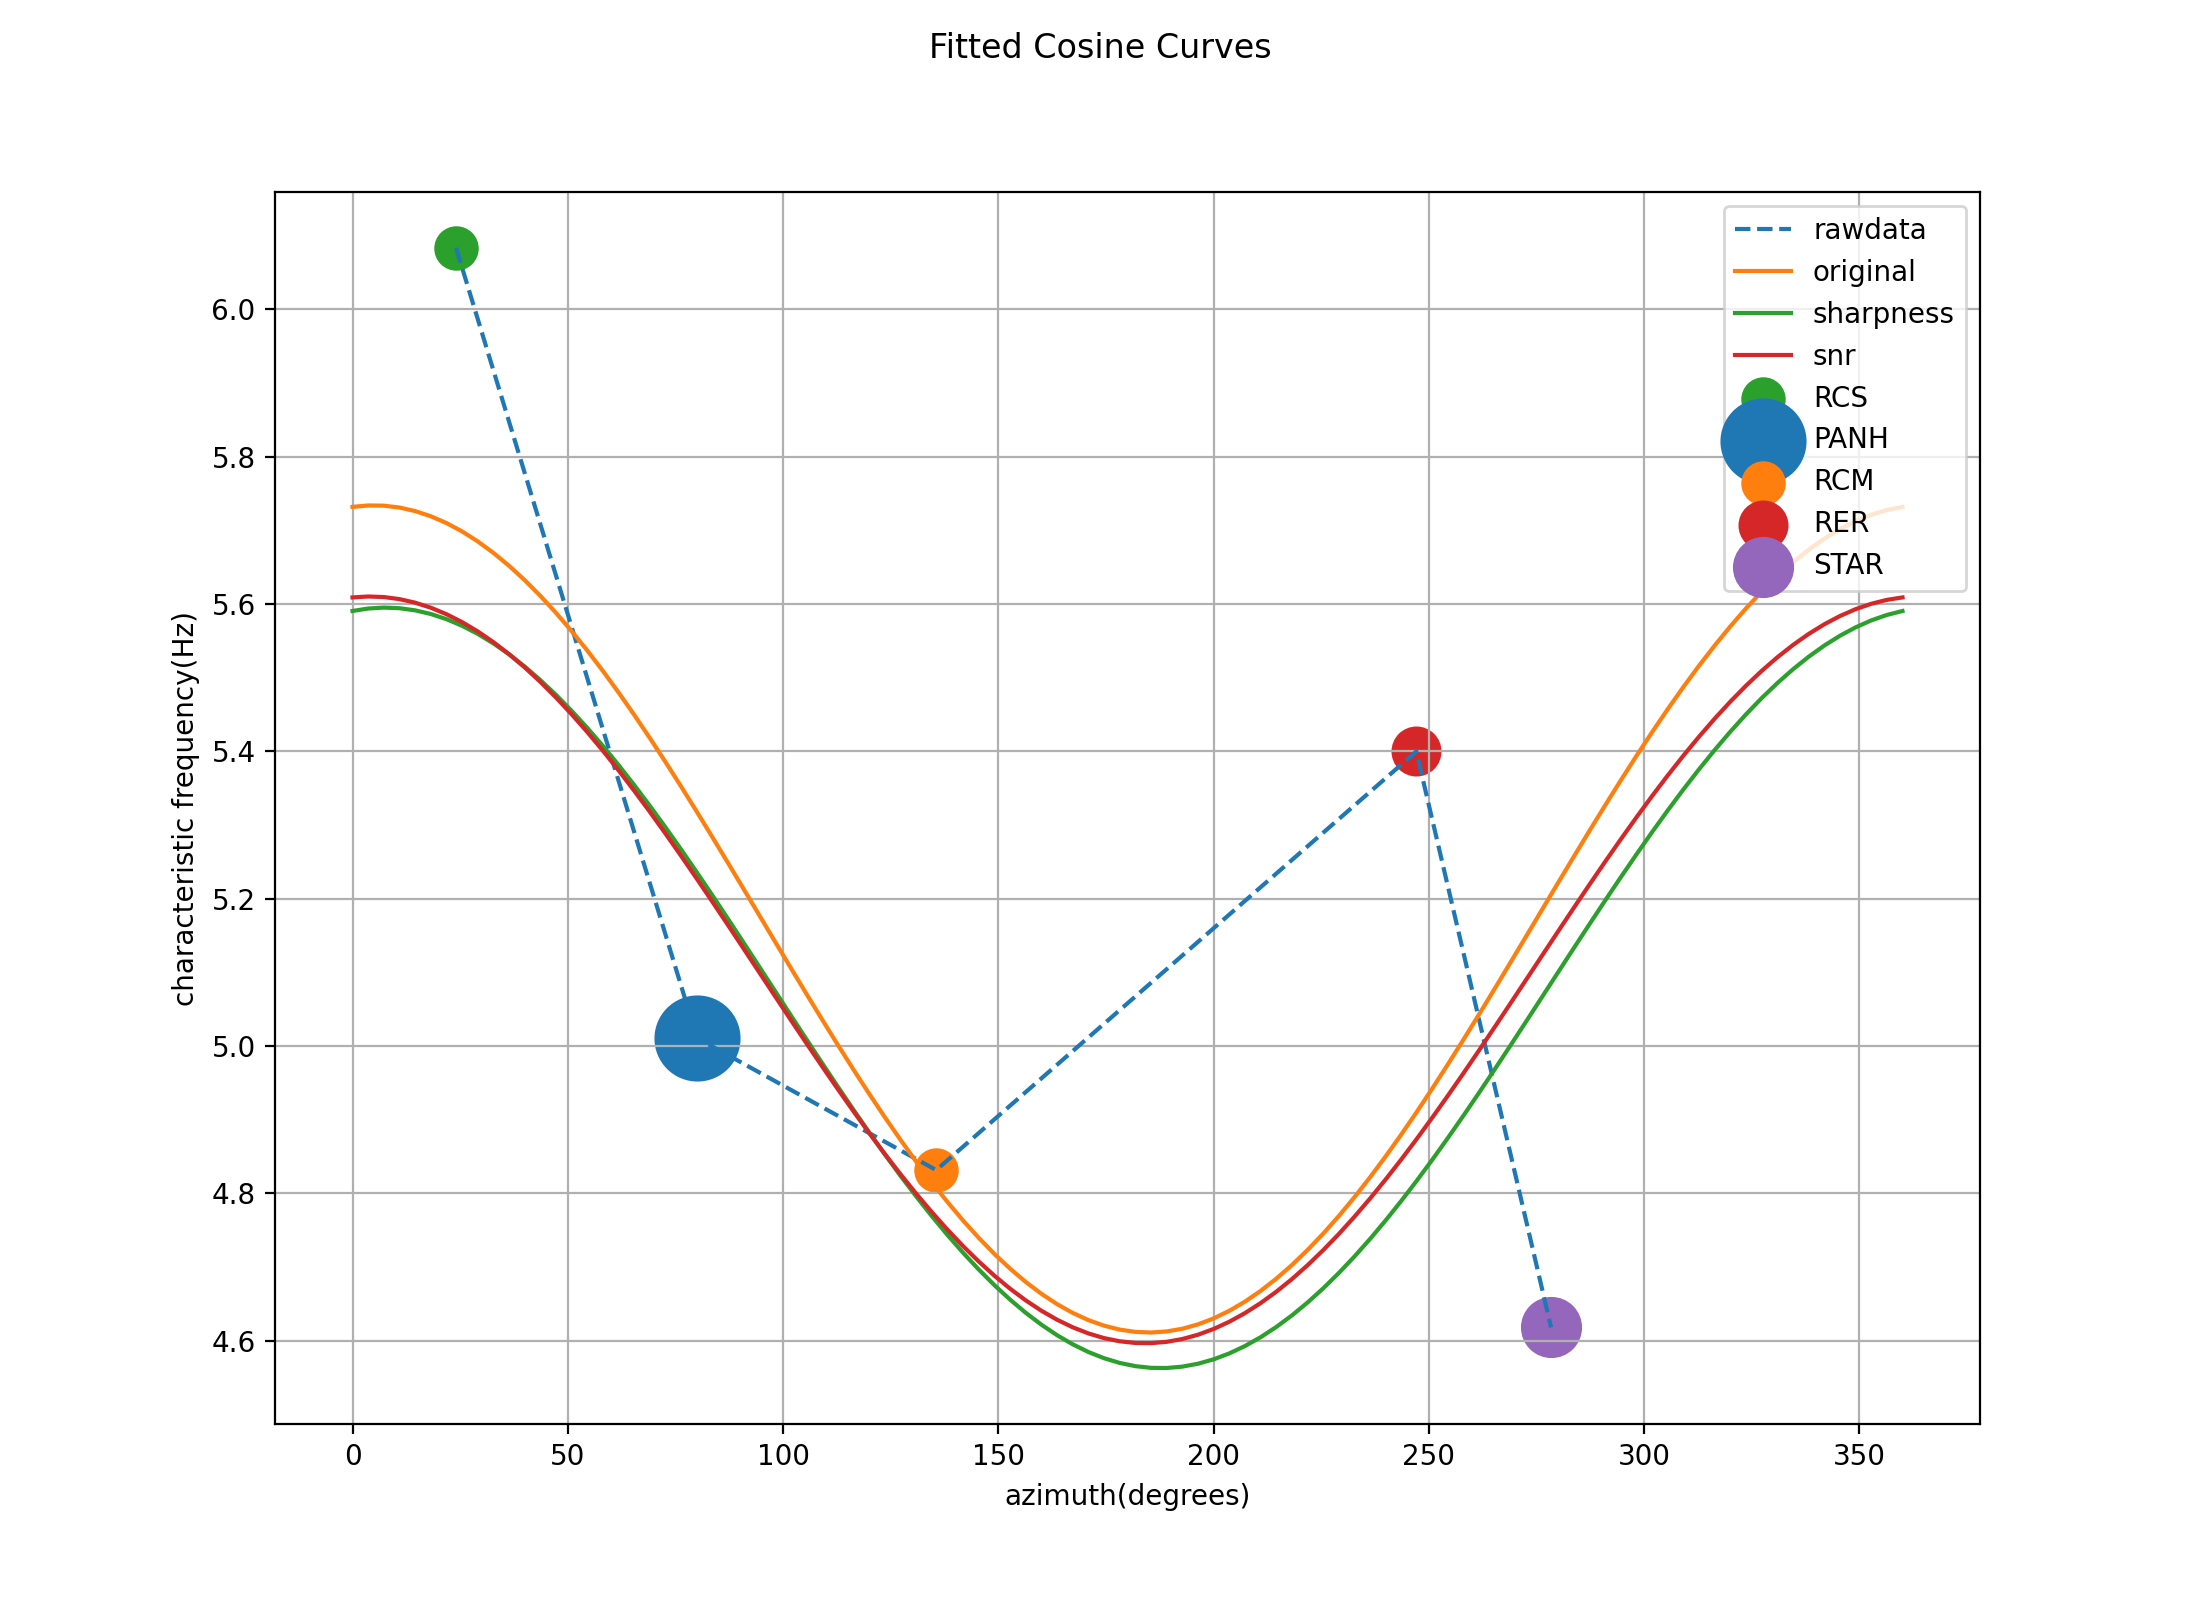 Fitted Cosine Curves
rawdata
original
sharpness
snr
RCS
PANH
RCM
RER
STAR
characteristic frequency(Hz)
6.0
5.8
5.6
5.4
5.2
5.0
4.8
4.6
0 50 100 150 200 250 300 350
azimuth(degrees)